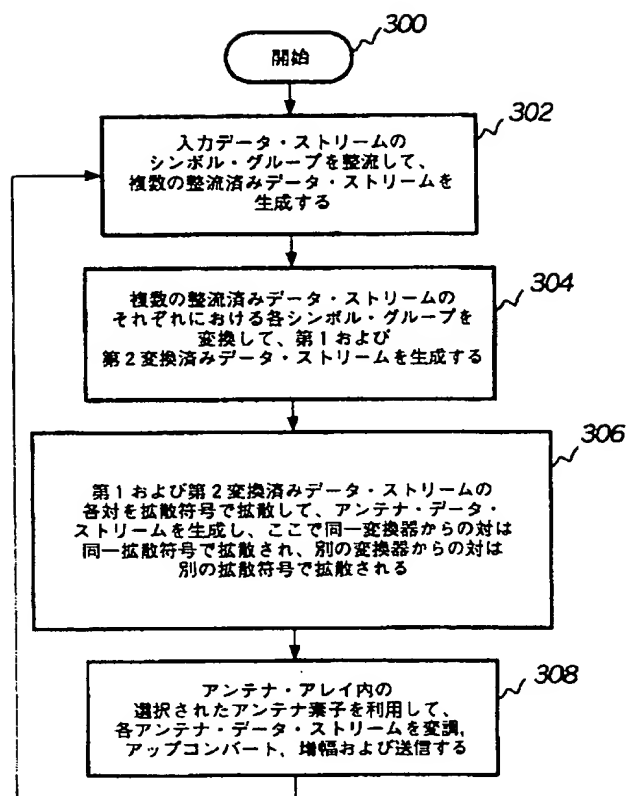 300
開始
302
入力データ・ストリームの
シンボル・グループを整流して、
複数の整流済みデータ・ストリームを
生成する
304
複数の整流済みデータ・ストリームの
それぞれにおける各シンボル・グループを
変換して、第1および
第2変換済みデータ・ストリームを生成する
306
第1および第2変換済みデータ・ストリームの
各対を拡散符号で拡散して、アンテナ・データ・
ストリームを生成し、ここで同一変換器からの対は
同一拡散符号で拡散され、別の変換器からの対は
別の拡散符号で拡散される
308
アンテナ・アレイ内の
選択されたアンテナ素子を利用して、
各アンテナ・データ・ストリームを変調,
アップコンバート、増幅および送信する